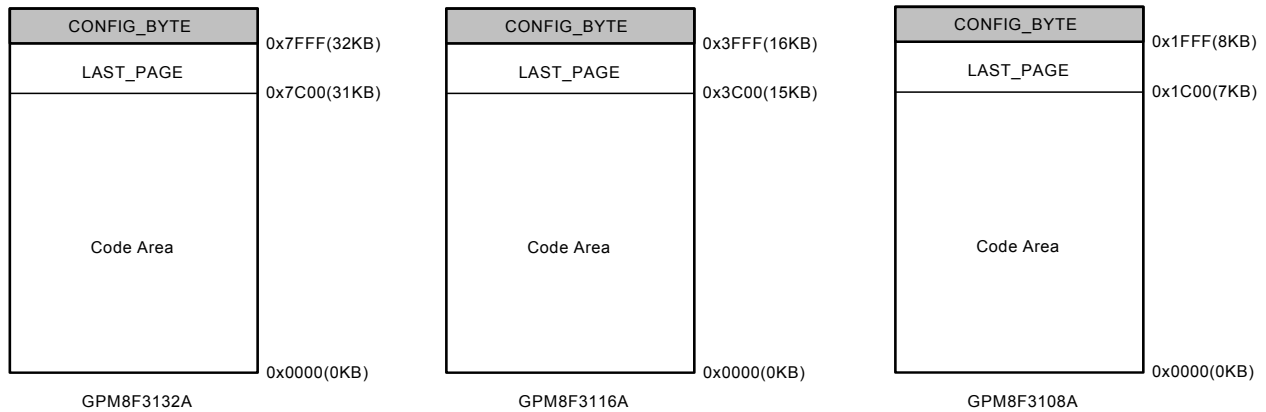 CONFIG_BYTE
0x7FFF(32KB)
LAST_PAGE
0x7C00(31KB)
Code Area
0x0000(0KB)
GPM8F3132A
CONFIG_BYTE
0x3FFF(16KB)
LAST_PAGE
0x3C00(15KB)
Code Area
0x0000(0KB)
GPM8F3116A
CONFIG_BYTE
0x1FFF(8KB)
LAST_PAGE
0x1C00(7KB)
Code Area
0x0000(0KB)
GPM8F3108A